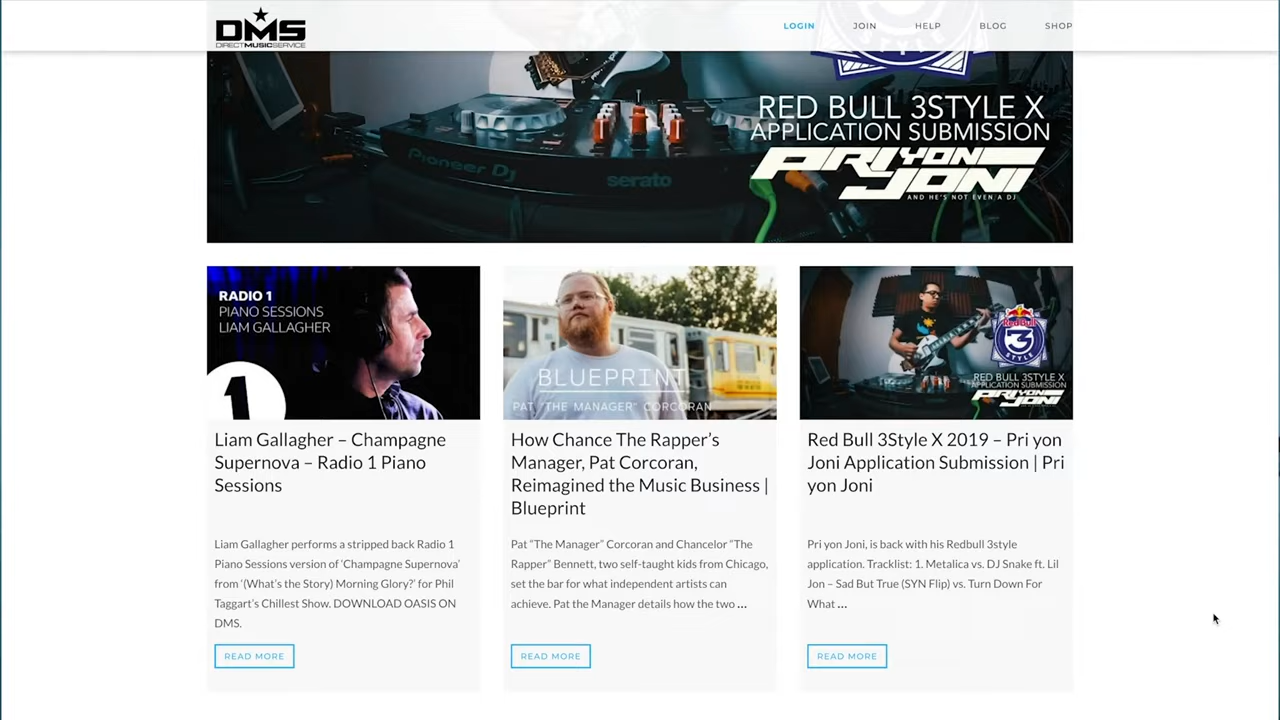 DMS
DIRECTMUSICSERVICE
LOGIN
JOIN
HELP
BLOG
SHOP
RED BULL 3STYLE X
APPLICATION SUBMISSION
PRI YON
JONI
AND HE'S NOT EVEN A DJ
Pioneer Dj
serato
RADIO 1
PIANO SESSIONS
LIAM GALLAGHER
1
Liam Gallagher – Champagne
Supernova – Radio 1 Piano
Sessions
Liam Gallagher performs a stripped back Radio 1
Piano Sessions version of ‘Champagne Supernova’
from ‘(What’s the Story) Morning Glory?’ for Phil
Taggart’s Chillest Show. DOWNLOAD OASIS ON
DMS.
READ MORE
BLUEPRINT
PAT "THE MANAGER" CORCORAN
How Chance The Rapper’s
Manager, Pat Corcoran,
Reimagined the Music Business |
Blueprint
Pat “The Manager” Corcoran and Chancelor “The
Rapper” Bennett, two self-taught kids from Chicago,
set the bar for what independent artists can
achieve. Pat the Manager details how the two ...
READ MORE
Red Bull
3
STYLE
RED BULL 3STYLE X
APPLICATION SUBMISSION
PRI YON
JONI
Red Bull 3Style X 2019 – Pri yon
Joni Application Submission | Pri
yon Joni
Pri yon Joni, is back with his Redbull 3style
application. Tracklist: 1. Metalica vs. DJ Snake ft. Lil
Jon – Sad But True (SYN Flip) vs. Turn Down For
What ...
READ MORE